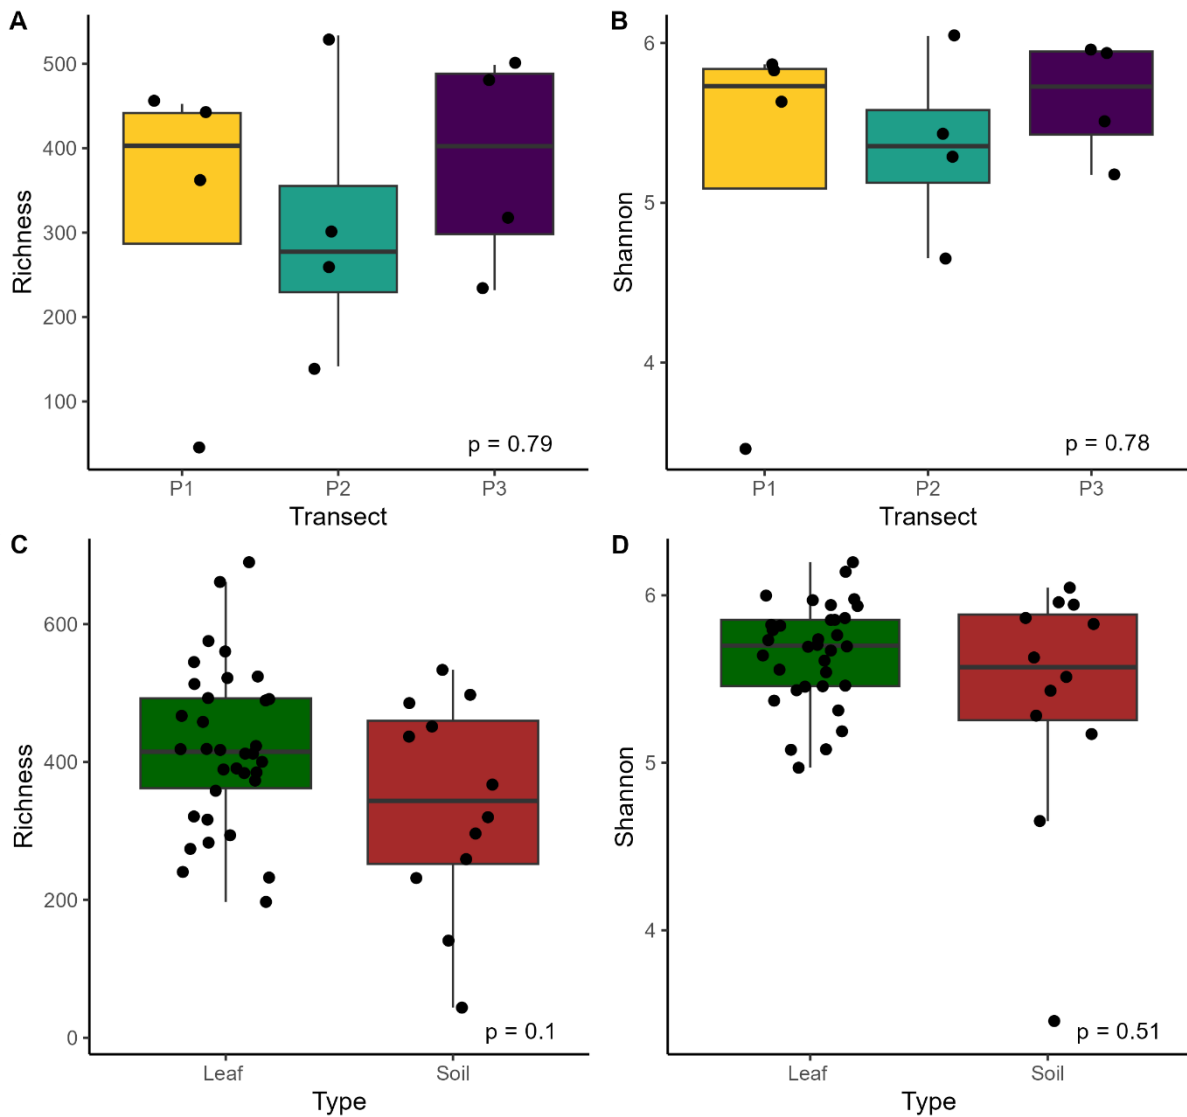 A
Richness
500
400
300
200
100
p = 0.79
P1 P2 P3
Transect
B
Shannon
6
5
4
p = 0.78
P1 P2 P3
Transect
C
Richness
600
400
200
0
p = 0.1
Leaf Soil
Type
D
Shannon
6
5
4
p = 0.51
Leaf Soil
Type